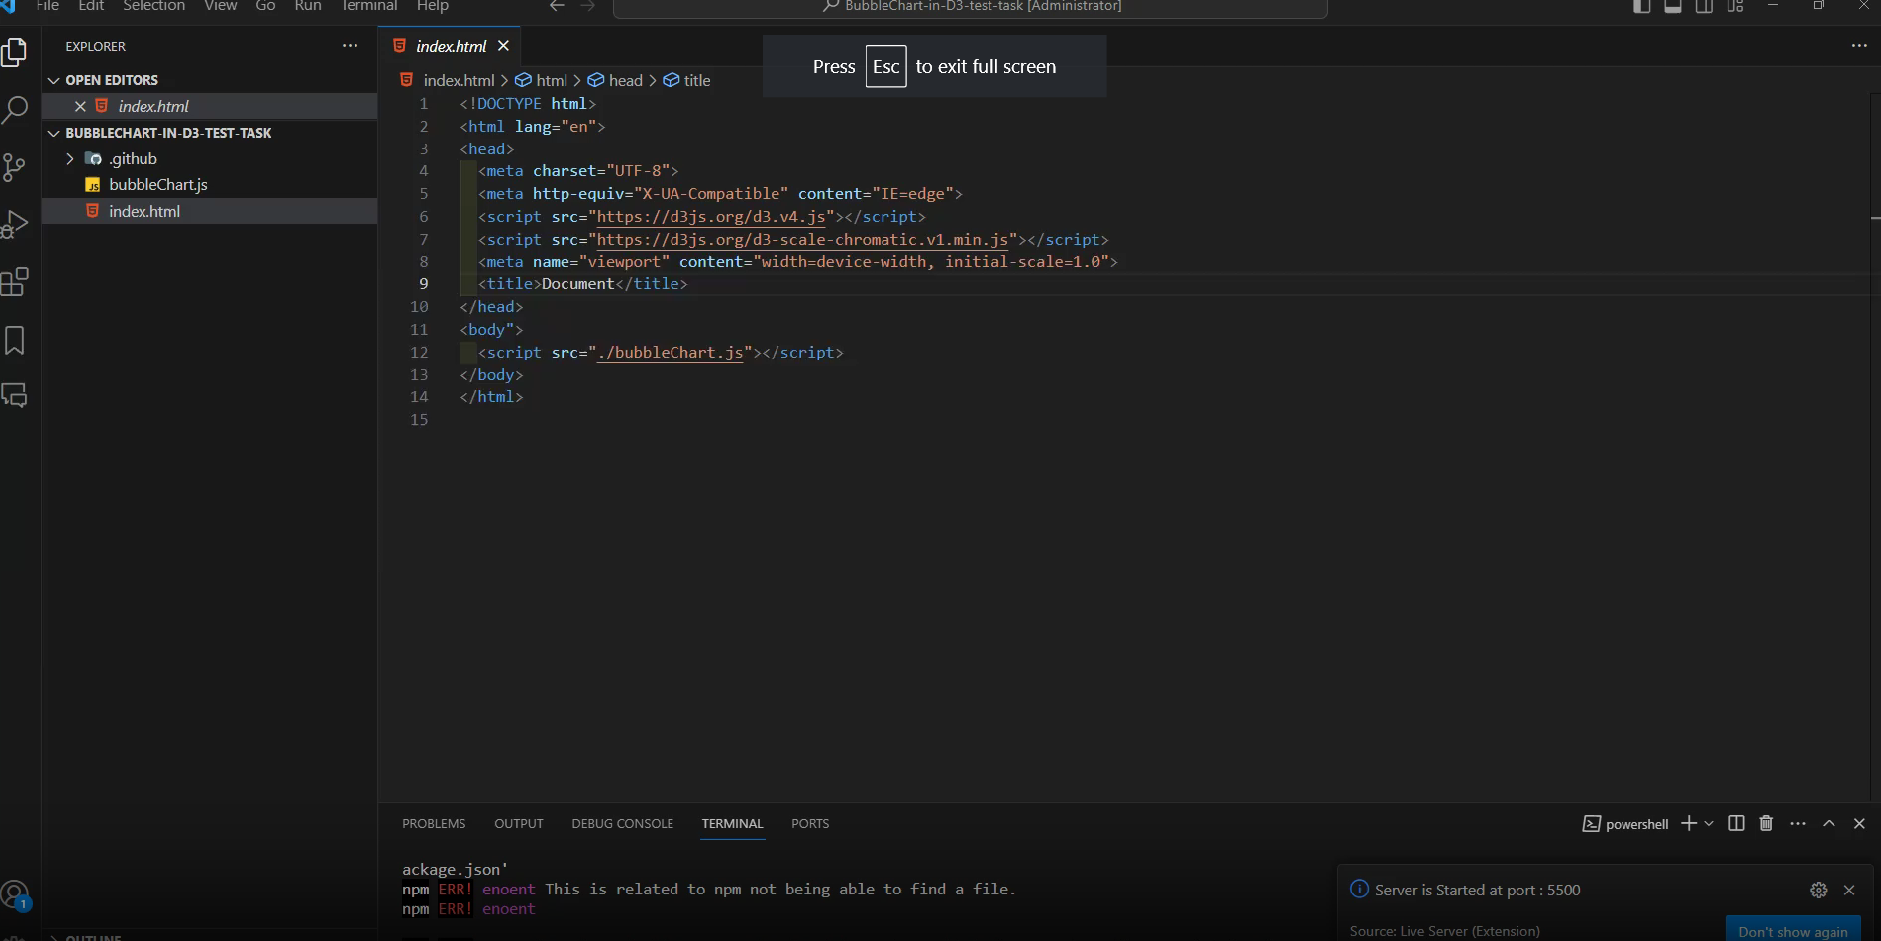 File Edit Selection View Go Run Terminal Help
BubbleChart-in-D3-test-task [Administrator]
EXPLORER
OPEN EDITORS
index.html
BUBBLECHART-IN-D3-TEST-TASK
.github
JS bubbleChart.js
index.html
index.html
Press Esc to exit full screen
index.html > html > head > title
1 <!DOCTYPE html>
2 <html lang="en">
3 <head>
4 <meta charset="UTF-8">
5 <meta http-equiv="X-UA-Compatible" content="IE=edge">
6 <script src="https://d3js.org/d3.v4.js"></script>
7 <script src="https://d3js.org/d3-scale-chromatic.v1.min.js"></script>
8 <meta name="viewport" content="width=device-width, initial-scale=1.0">
9 <title>Document</title>
10 </head>
11 <body">
12 <script src="./bubbleChart.js"></script>
13 </body>
14 </html>
15
PROBLEMS OUTPUT DEBUG CONSOLE TERMINAL PORTS
powershell
ackage.json'
npm ERR! enoent This is related to npm not being able to find a file.
npm ERR! enoent
Server is Started at port : 5500
Source: Live Server (Extension)
Don't show again
1
OUTLINE